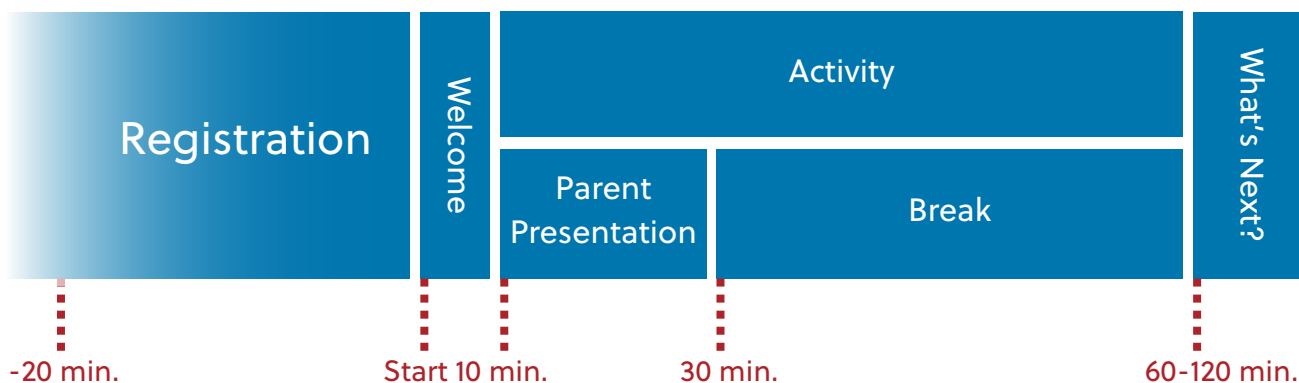 Registration
Welcome
Activity
Parent
Presentation
Break
What's Next?
-20 min.
Start 10 min.
30 min.
60-120 min.